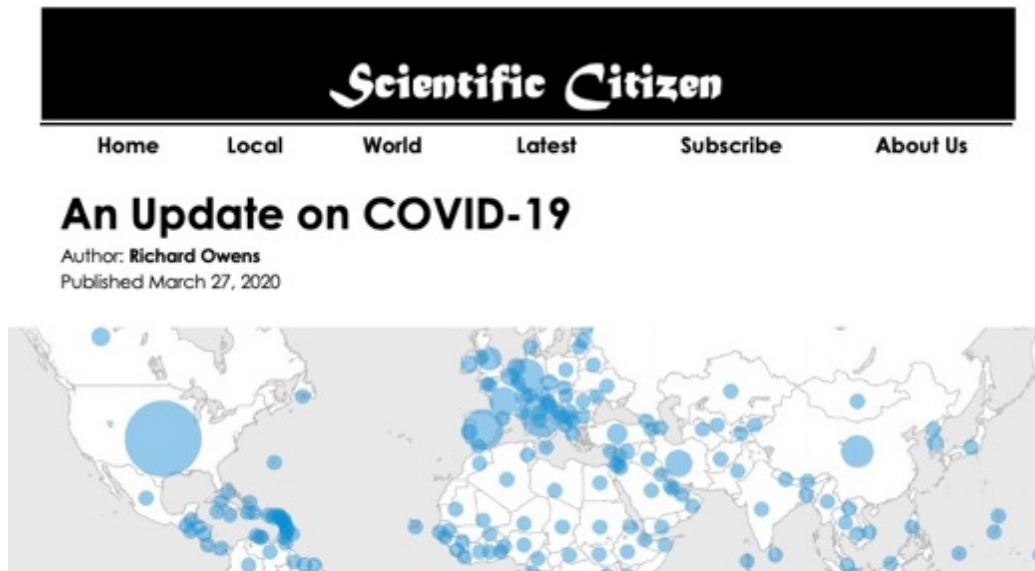 Scientific Citizen
Home Local World Latest Subscribe About Us
An Update on COVID-19
Author: Richard Owens
Published March 27, 2020